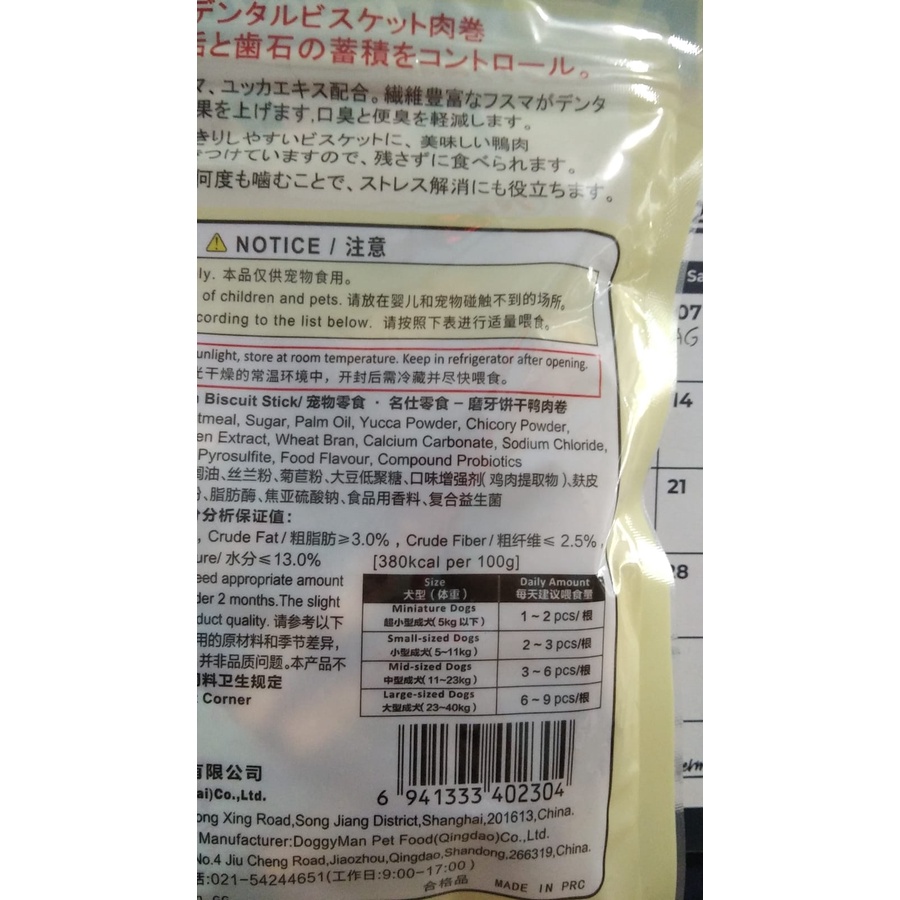 デンタルビスケット肉巻
と歯石の蓄積をコントロール。
マ、ユッカエキス配合。繊維豊富なフスマがデンタ
果を上げます,口臭と便臭を軽減します。
きりしやすいビスケットに、美味しい鴨肉
つけていますので、残さずに食べられます。
何度も噛むことで、ストレス解消にも役立ちます。
NOTICE / 注意
ly. 本品仅供宠物食用。
of children and pets. 请放在婴儿和宠物碰触不到的场所。
ccording to the list below. 请按照下表进行适量喂食。
unlight, store at room temperature. Keep in refrigerator after opening.
干燥的常温环境中，开封后需冷藏并尽快喂食。
Biscuit Stick/ 宠物零食 · 名仕零食 – 磨牙饼干鸭肉卷
tmeal, Sugar, Palm Oil, Yucca Powder, Chicory Powder,
en Extract, Wheat Bran, Calcium Carbonate, Sodium Chloride,
Pyrosulfite, Food Flavour, Compound Probiotics
榈油、丝兰粉、菊苣粉、大豆低聚糖、口味增强剂(鸡肉提取物)、麸皮
、脂肪酶、焦亚硫酸钠、食品用香料、复合益生菌
分析保证值：
, Crude Fat / 粗脂肪≥3.0% , Crude Fiber / 粗纤维≤ 2.5% ,
ure/ 水分≤13.0% [380kcal per 100g]
eed appropriate amount
der 2 months.The slight
duct quality. 请参考以下
用的原材料和季节差异，
并非品质问题。本产品不
料卫生规定
Corner
Size Daily Amount
犬型（体重） 每天建议喂食量
Miniature Dogs
超小型成犬(5kg以下) 1 ~ 2 pcs/根
Small-sized Dogs
小型成犬(5~11kg) 2 ~ 3 pcs/根
Mid-sized Dogs
中型成犬(11~23kg) 3 ~ 6 pcs/根
Large-sized Dogs
大型成犬(23~40kg) 6 ~ 9 pcs/根
有限公司
ai)Co.,Ltd.
6 941333 402304
ong Xing Road,Song Jiang District,Shanghai,201613,China.
Manufacturer:DoggyMan Pet Food(Qingdao)Co.,Ltd.
No.4 Jiu Cheng Road,Jiaozhou,Qingdao,Shandong,266319,China.
:021-54244651(工作日:9:00-17:00)
合格品 MADE IN PRC
Sa
07
AG
14
21
28